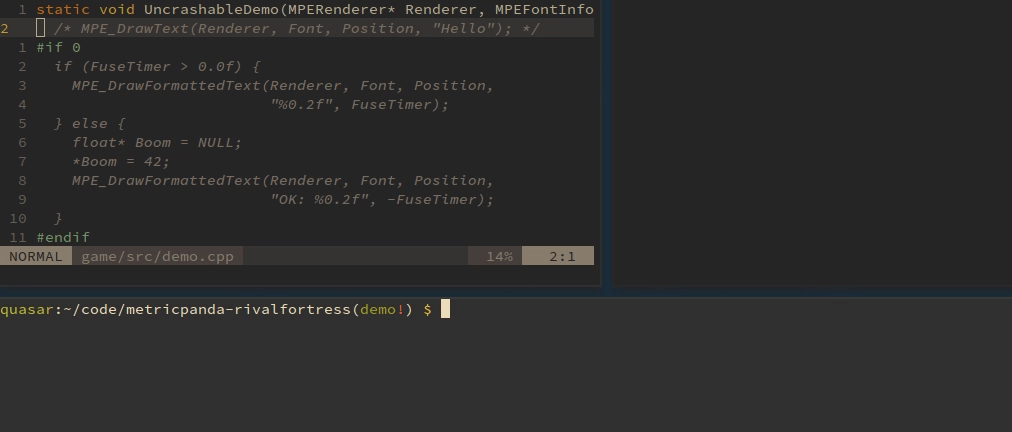 1 static void UncrashableDemo(MPERenderer* Renderer, MPEFontInfo
2 /* MPE_DrawText(Renderer, Font, Position, "Hello"); */
1 #if 0
2 if (FuseTimer > 0.0f) {
3 MPE_DrawFormattedText(Renderer, Font, Position,
4 "%0.2f", FuseTimer);
5 } else {
6 float* Boom = NULL;
7 *Boom = 42;
8 MPE_DrawFormattedText(Renderer, Font, Position,
9 "OK: %0.2f", -FuseTimer);
10 }
11 #endif
NORMAL game/src/demo.cpp 14% 2:1
quasar:~/code/metricpanda-rivalfortress(demo!) $